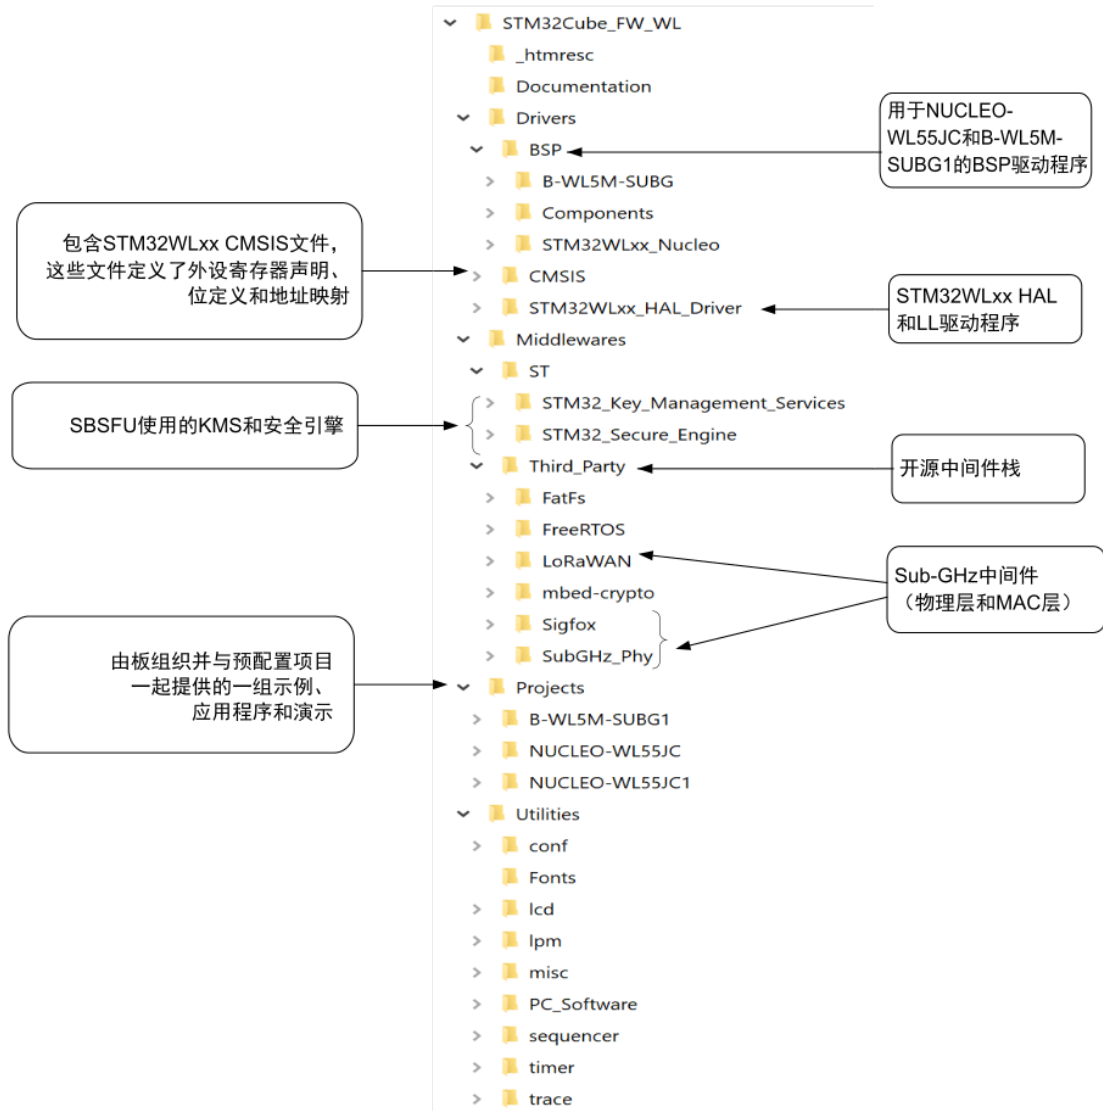 STM32Cube_FW_WL
_htmresc
Documentation
Drivers
BSP
用于NUCLEO-
WL55JC和B-WL5M-
SUBG1的BSP驱动程序
B-WL5M-SUBG
Components
STM32WLxx_Nucleo
包含STM32WLxx CMSIS文件，
这些文件定义了外设寄存器声明、
位定义和地址映射
CMSIS
STM32WLxx_HAL_Driver
STM32WLxx HAL
和LL驱动程序
Middlewares
ST
SBSFU使用的KMS和安全引擎
STM32_Key_Management_Services
STM32_Secure_Engine
Third_Party
开源中间件栈
FatFs
FreeRTOS
LoRaWAN
Sub-GHz中间件
（物理层和MAC层）
mbed-crypto
Sigfox
SubGHz_Phy
由板组织并与预配置项目
一起提供的一组示例、
应用程序和演示
Projects
B-WL5M-SUBG1
NUCLEO-WL55JC
NUCLEO-WL55JC1
Utilities
conf
Fonts
lcd
lpm
misc
PC_Software
sequencer
timer
trace